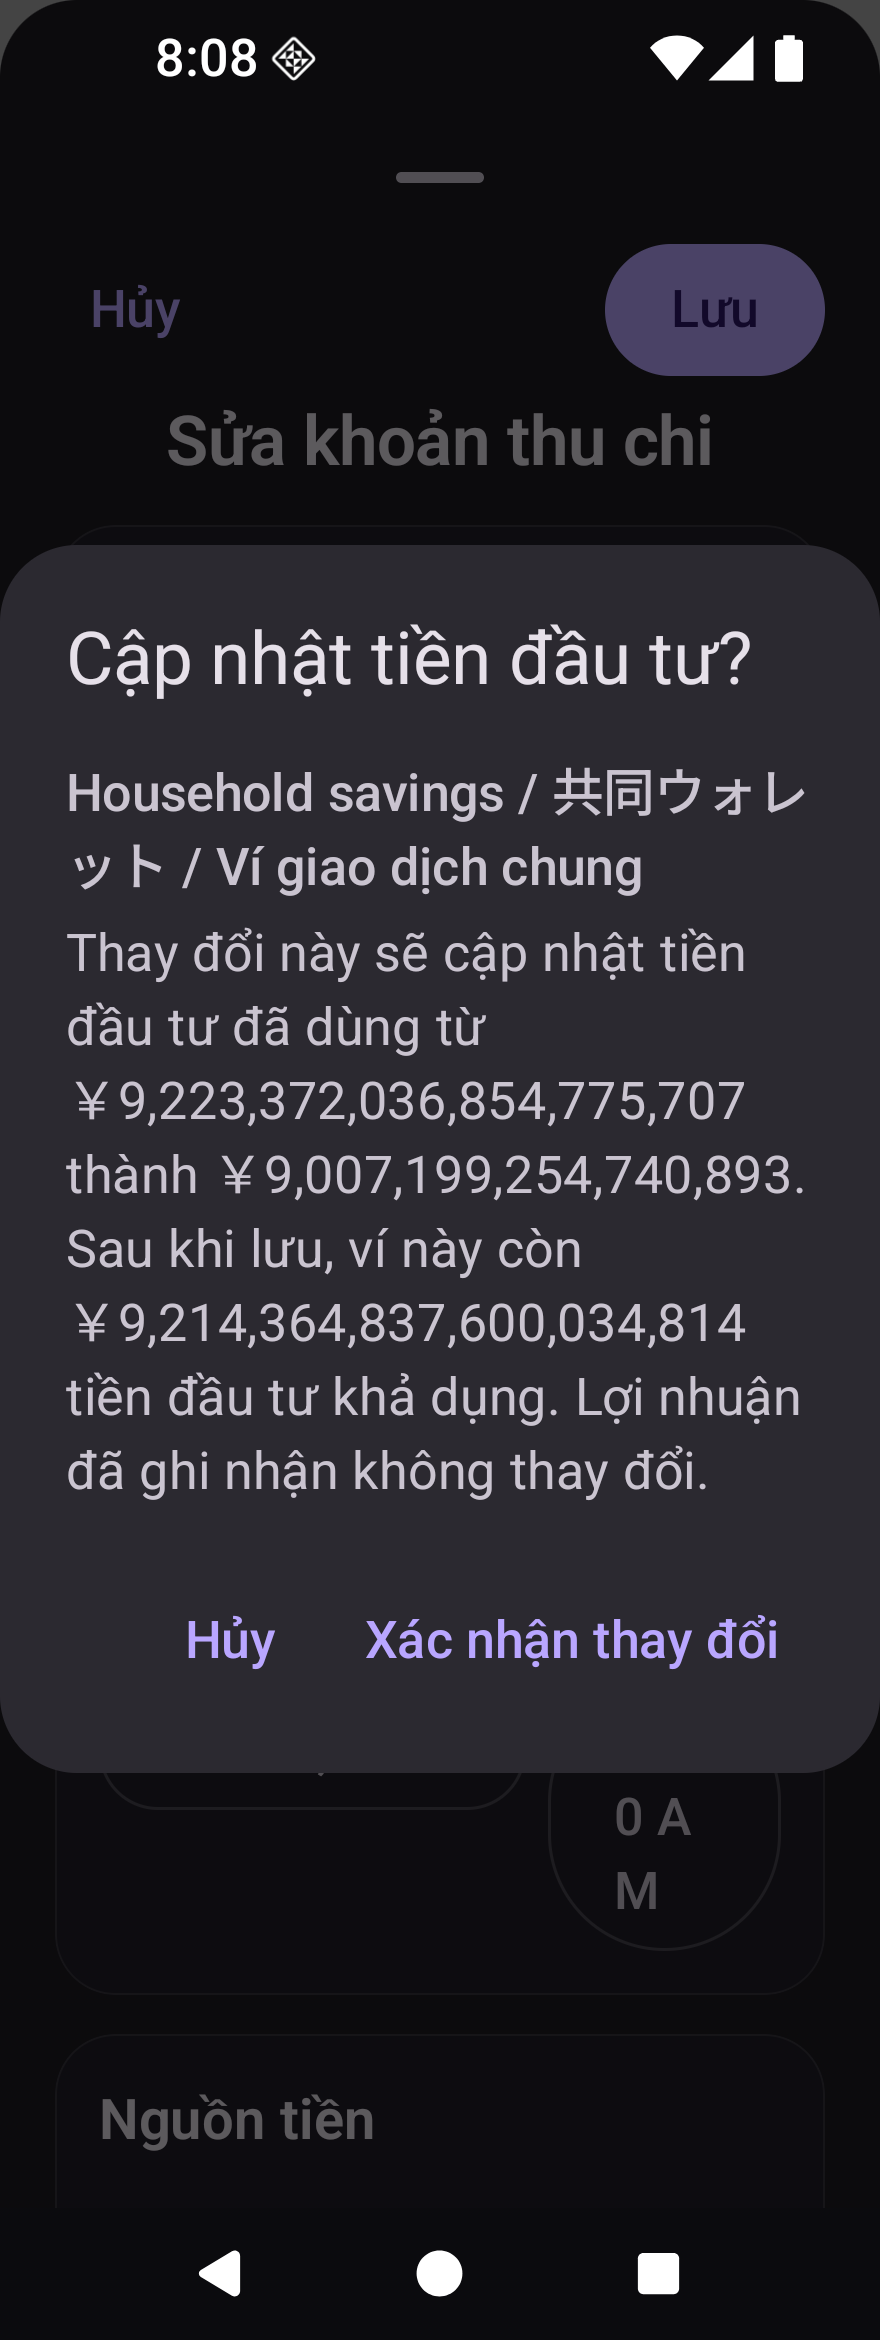 8:08
Hủy
Lưu
Sửa khoản thu chi
Cập nhật tiền đầu tư?
Household savings / 共同ウォレ
ット / Ví giao dịch chung
Thay đổi này sẽ cập nhật tiền
đầu tư đã dùng từ
￥9,223,372,036,854,775,707
thành ￥9,007,199,254,740,893.
Sau khi lưu, ví này còn
￥9,214,364,837,600,034,814
tiền đầu tư khả dụng. Lợi nhuận
đã ghi nhận không thay đổi.
Hủy
Xác nhận thay đổi
0 A
M
Nguồn tiền